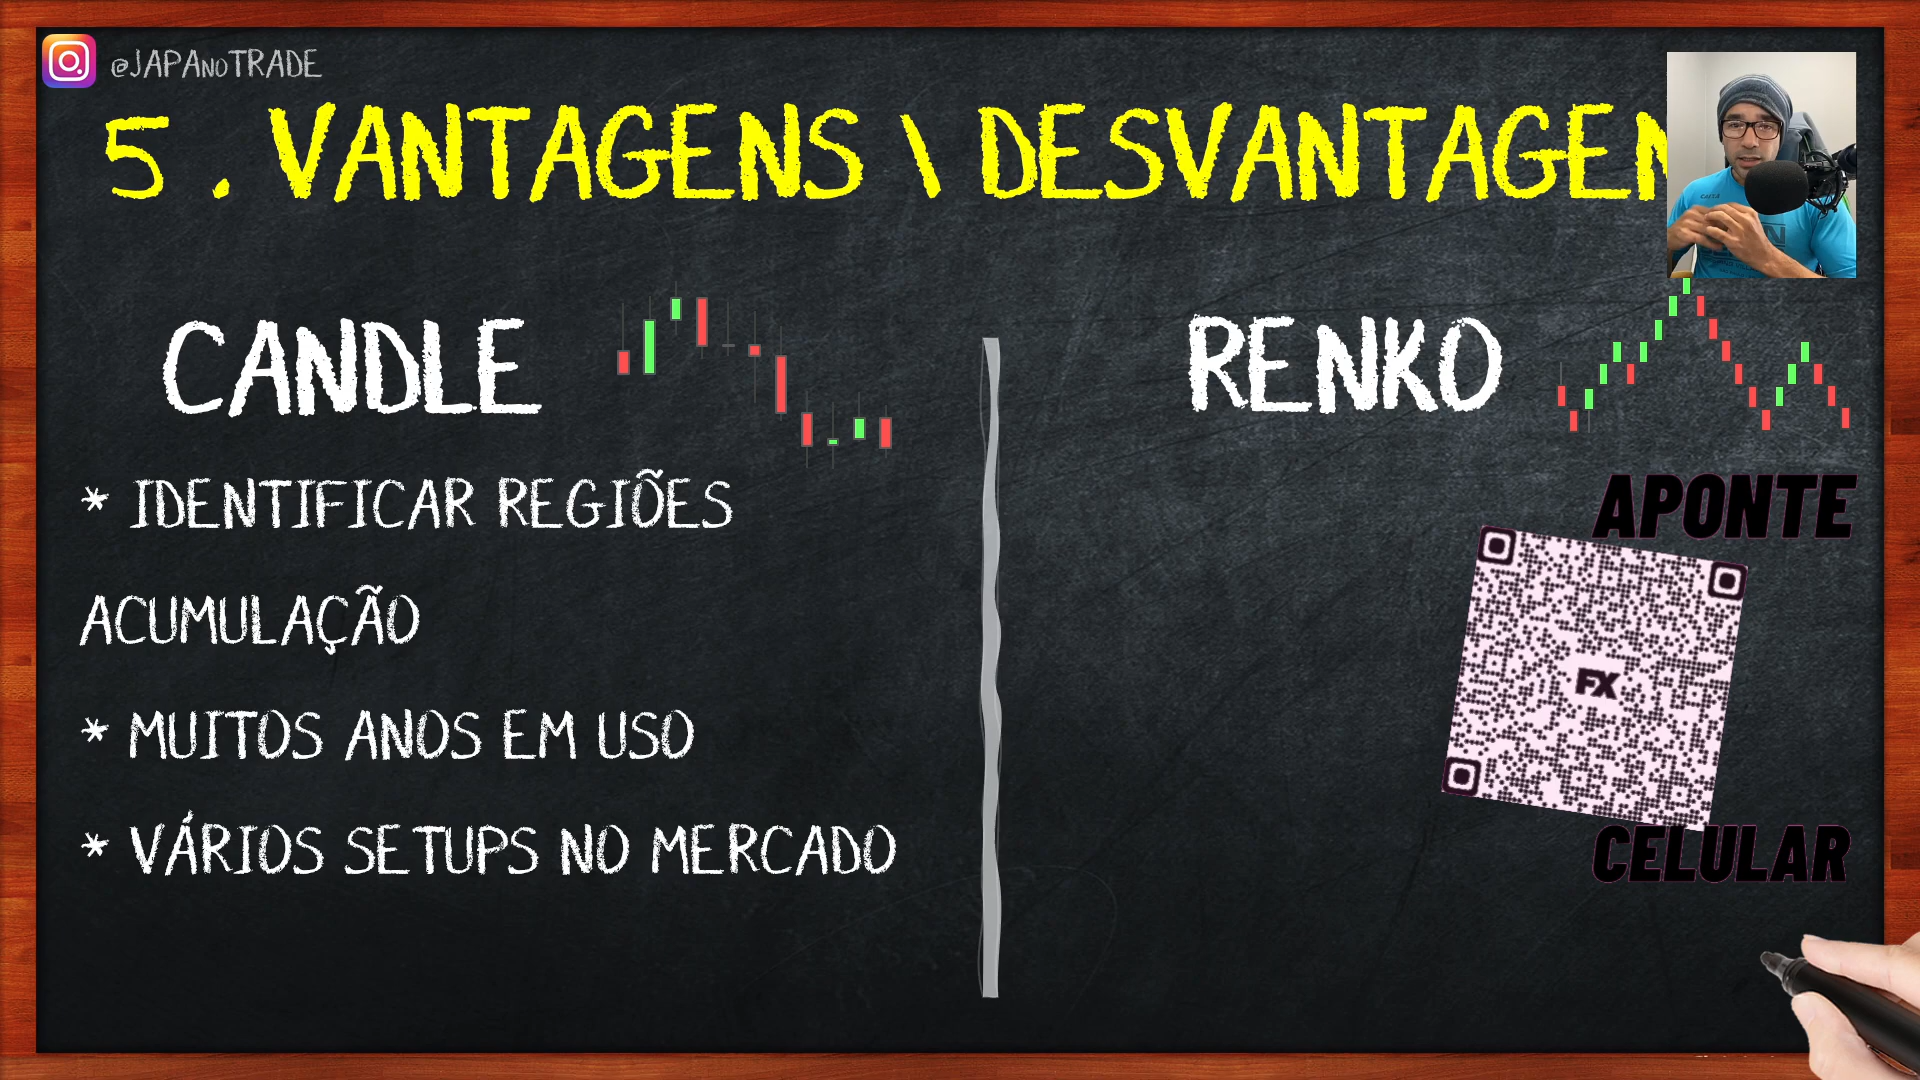 @JAPANOTRADE
5 . VANTAGENS \ DESVANTAGEN
CANDLE
RENKO
* IDENTIFICAR REGIÕES
ACUMULAÇÃO
* MUITOS ANOS EM USO
* VÁRIOS SETUPS NO MERCADO
APONTE
FX
CELULAR